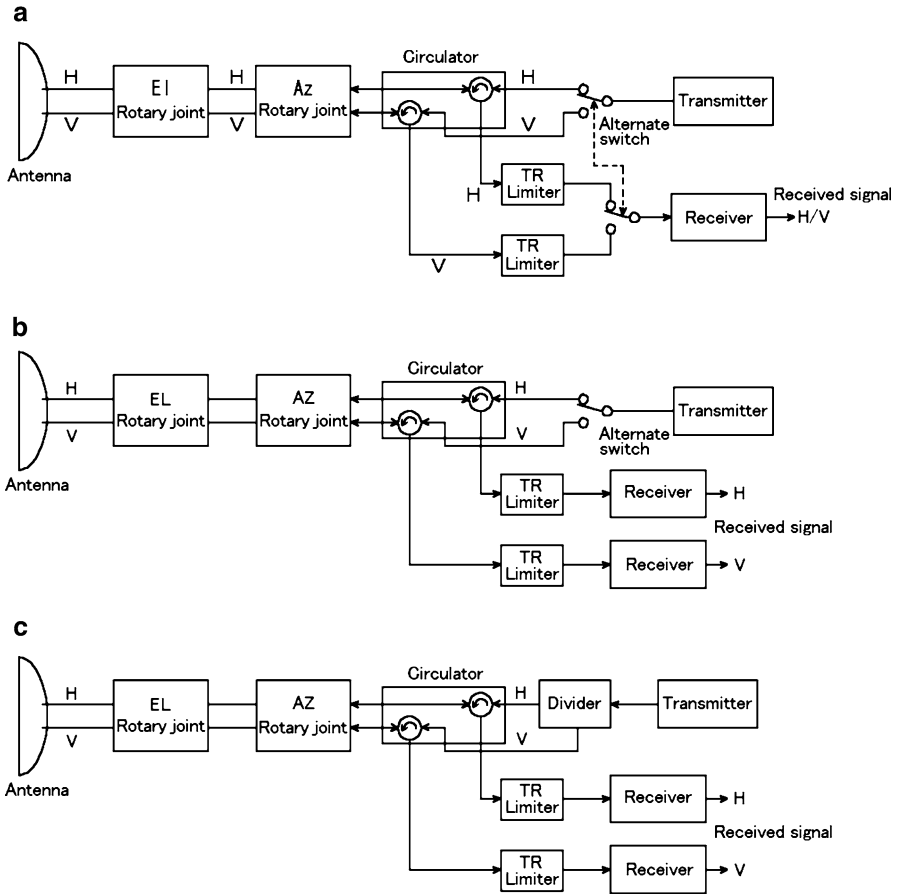 a
Circulator
H
El
Rotary joint
H
Az
Rotary joint
H
Transmitter
V
V
V
Alternate
switch
Antenna
TR
Limiter
H
Receiver
Received signal
H/V
V
TR
Limiter
b
Circulator
H
EL
Rotary joint
AZ
Rotary joint
H
Transmitter
V
V
Alternate
switch
Antenna
TR
Limiter
Receiver
H
Received signal
TR
Limiter
Receiver
V
c
Circulator
H
EL
Rotary joint
AZ
Rotary joint
H
Divider
Transmitter
V
V
Antenna
TR
Limiter
Receiver
H
Received signal
TR
Limiter
Receiver
V